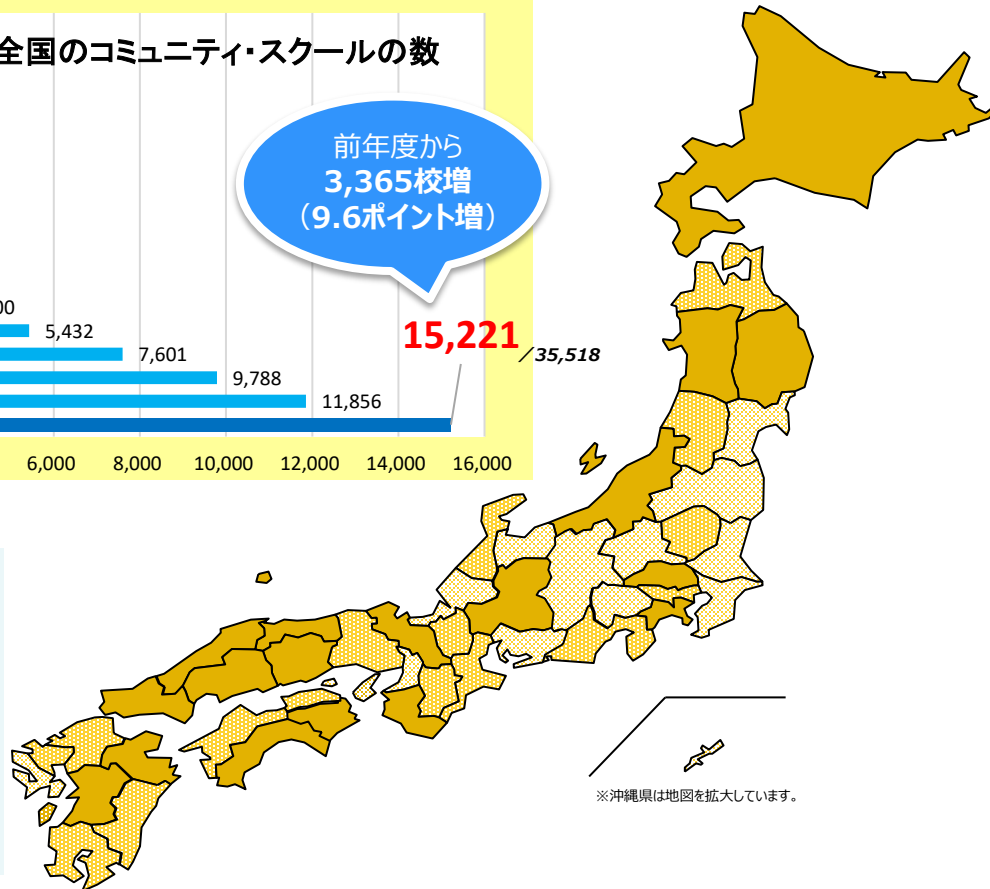 全国のコミュニティ・スクールの数
前年度から
3,365校増
（9.6ポイント増）
00
5,432
15,221
／35,518
7,601
9,788
11,856
6,000 8,000 10,000 12,000 14,000 16,000
※沖縄県は地図を拡大しています。